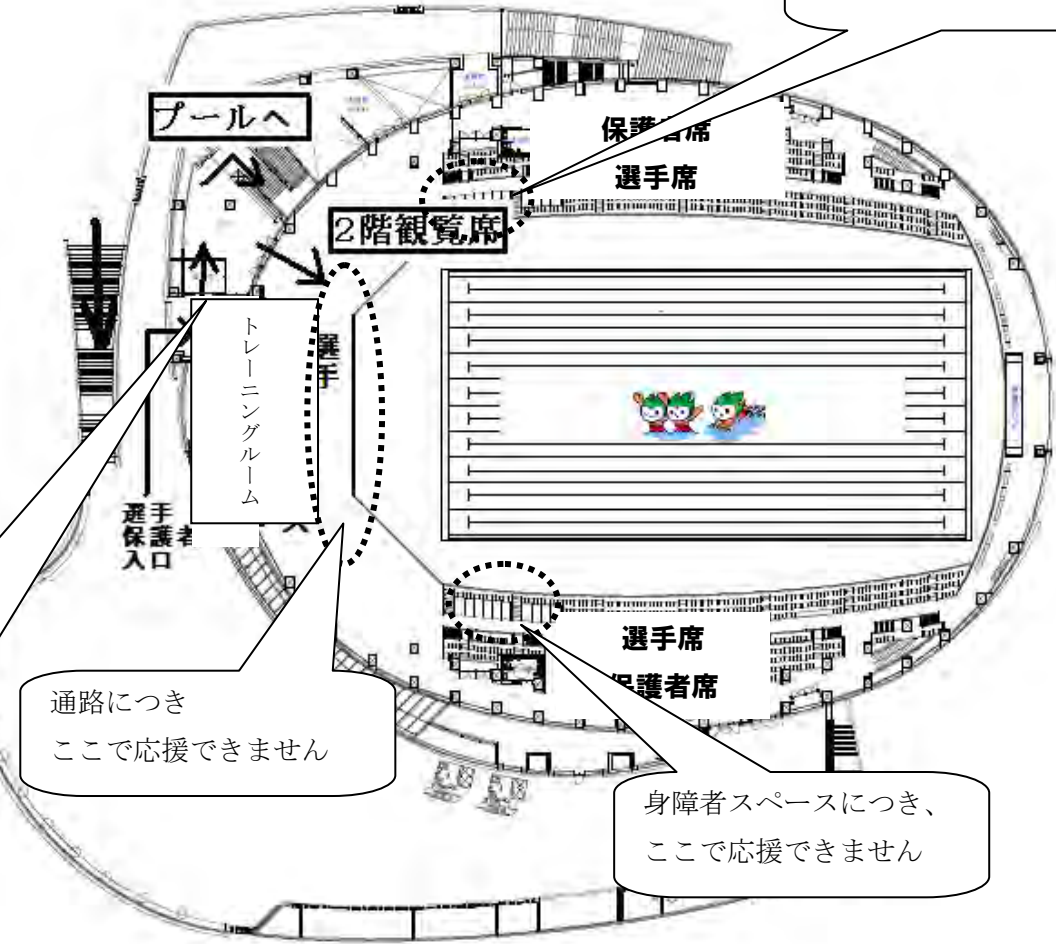 保護者席
選手席
プールへ
2階観覧席
トレーニングルーム
選手
選手
保護者
入口
選手席
保護者席
通路につき
ここで応援できません
身障者スペースにつき、
ここで応援できません